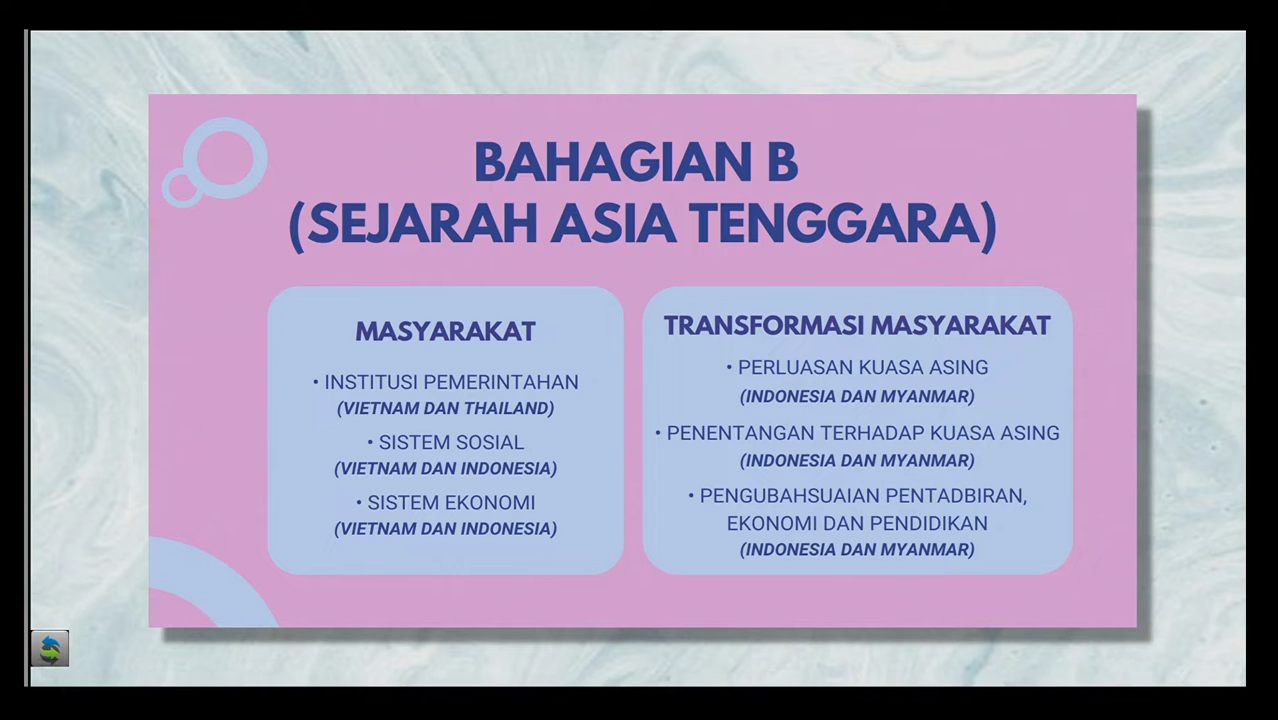 BAHAGIAN B
(SEJARAH ASIA TENGGARA)
MASYARAKAT
• INSTITUSI PEMERINTAHAN
(VIETNAM DAN THAILAND)
• SISTEM SOSIAL
(VIETNAM DAN INDONESIA)
• SISTEM EKONOMI
(VIETNAM DAN INDONESIA)
TRANSFORMASI MASYARAKAT
• PERLUASAN KUASA ASING
(INDONESIA DAN MYANMAR)
• PENENTANGAN TERHADAP KUASA ASING
(INDONESIA DAN MYANMAR)
• PENGUBAHSUAIAN PENTADBIRAN,
EKONOMI DAN PENDIDIKAN
(INDONESIA DAN MYANMAR)